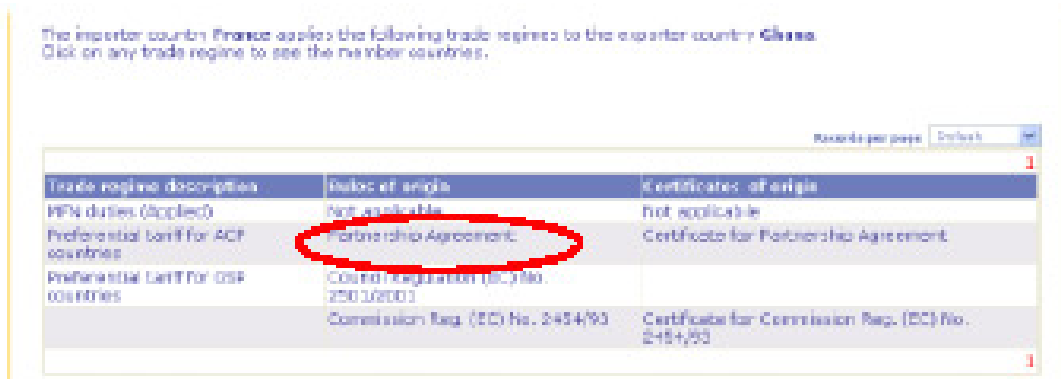 The importer country France applies the following trade regimes to the exporter country Ghana.
Click on any trade regime to see the member countries.
Records per page Default
1
Trade regime description Rules of origin Certificates of origin
MFN duties (Applied) Not applicable Not applicable
Preferential tariff for ACP Partnership Agreement Certificate for Partnership Agreement
countries
Preferential tariff for GSP Council Regulation (EC) No.
countries 2501/2001
Commission Reg. (EC) No. 2454/93 Certificate for Commission Reg. (EC) No.
2454/93
1